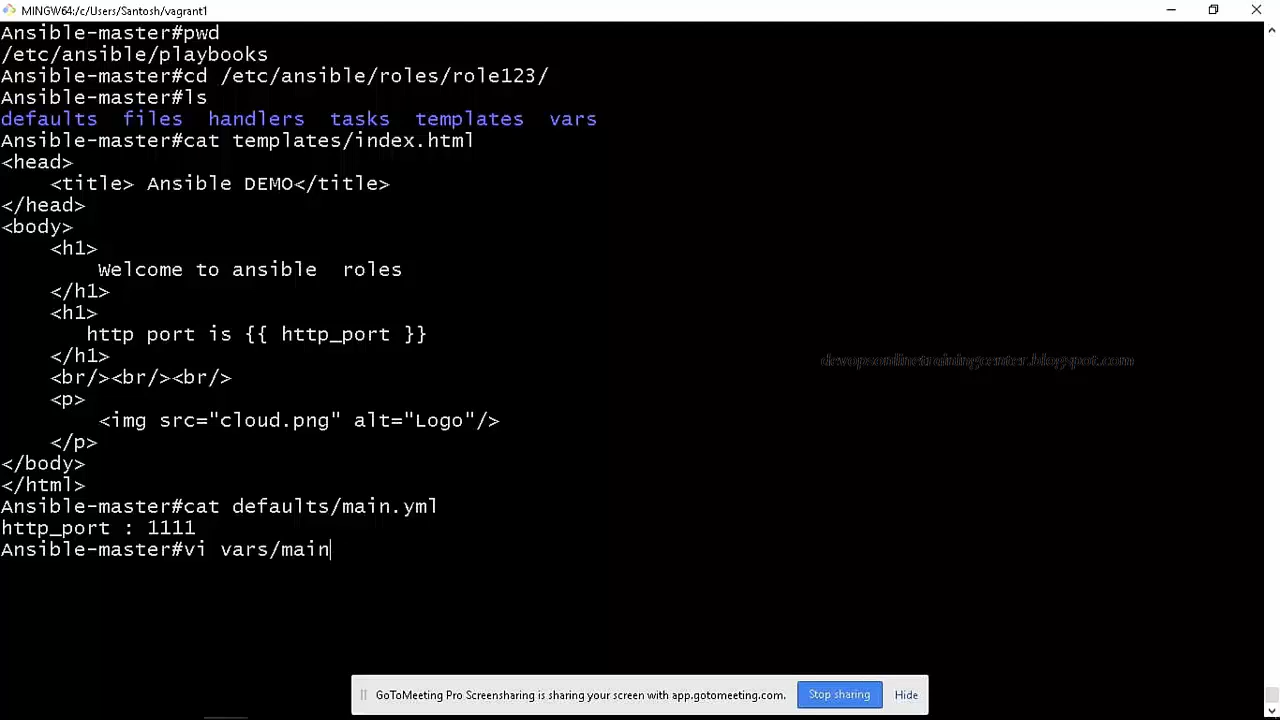 MINGW64:/c/Users/Santosh/vagrant1
Ansible-master#pwd
/etc/ansible/playbooks
Ansible-master#cd /etc/ansible/roles/role123/
Ansible-master#ls
defaults  files  handlers  tasks  templates  vars
Ansible-master#cat templates/index.html
<head>
    <title> Ansible DEMO</title>
</head>
<body>
    <h1>
        Welcome to ansible  roles
    </h1>
    <h1>
       http port is {{ http_port }}
    </h1>
    <br/><br/><br/>
    <p>
        <img src="cloud.png" alt="Logo"/>
    </p>
</body>
</html>
Ansible-master#cat defaults/main.yml
http_port : 1111
Ansible-master#vi vars/main
devopsonlinetrainingcenter.blogspot.com
GoToMeeting Pro Screensharing is sharing your screen with app.gotomeeting.com.
Stop sharing
Hide